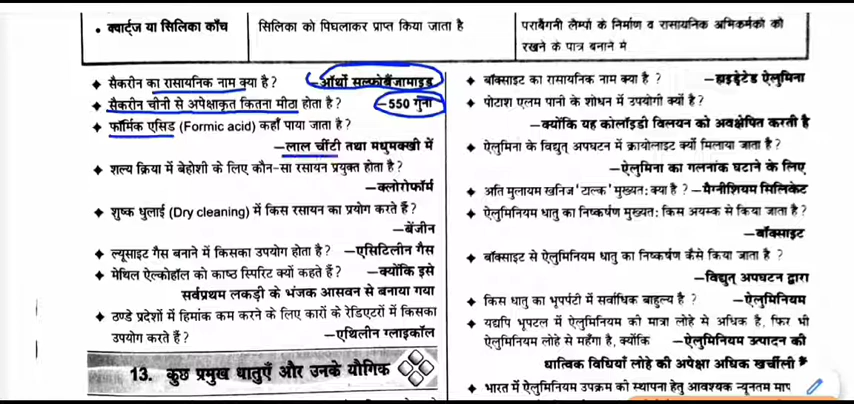 • क्वार्ट्ज या सिलिका काँच
सिलिका को पिघलाकर प्राप्त किया जाता है
पराबैंगनी लैम्पों के निर्माण व रासायनिक अभिकर्मकों को
रखने के पात्र बनाने में
♦ सैकरीन का रासायनिक नाम क्या है? –ऑर्थो सल्फोबेंजामाइड
♦ सैकरीन चीनी से अपेक्षाकृत कितना मीठा होता है? –550 गुना
♦ फॉर्मिक एसिड (Formic acid) कहाँ पाया जाता है?
–लाल चींटी तथा मधुमक्खी में
♦ शल्य क्रिया में बेहोशी के लिए कौन-सा रसायन प्रयुक्त होता है?
–क्लोरोफॉर्म
♦ शुष्क धुलाई (Dry cleaning) में किस रसायन का प्रयोग करते हैं?
–बेंजीन
♦ ल्यूसाइट गैस बनाने में किसका उपयोग होता है? –एसिटिलीन गैस
♦ मेथिल ऐल्कोहॉल को काष्ठ स्पिरिट क्यों कहते हैं? –क्योंकि इसे
सर्वप्रथम लकड़ी के भंजक आसवन से बनाया गया
♦ ठण्डे प्रदेशों में हिमांक कम करने के लिए कारों के रेडिएटरों में किसका
उपयोग करते हैं? –एथिलीन ग्लाइकॉल
13. कुछ प्रमुख धातुएँ और उनके यौगिक
♦ बॉक्साइट का रासायनिक नाम क्या है ? –हाइड्रेटेड ऐलुमिना
♦ पोटाश एलम पानी के शोधन में उपयोगी क्यों है?
–क्योंकि यह कोलॉइडी विलयन को अवक्षेपित करती है
♦ ऐलुमिना के विद्युत् अपघटन में क्रायोलाइट क्यों मिलाया जाता है?
–ऐलुमिना का गलनांक घटाने के लिए
♦ अति मुलायम खनिज 'टाल्क' मुख्यत: क्या है ? –मैग्नीशियम सिलिकेट
♦ ऐलुमिनियम धातु का निष्कर्षण मुख्यत: किस अयस्क से किया जाता है?
–बॉक्साइट
♦ बॉक्साइट से ऐलुमिनियम धातु का निष्कर्षण कैसे किया जाता है ?
–विद्युत् अपघटन द्वारा
♦ किस धातु का भूपर्पटी में सर्वाधिक बाहुल्य है ? –ऐलुमिनियम
♦ यद्यपि भूपटल में ऐलुमिनियम की मात्रा लोहे से अधिक है, फिर भी
ऐलुमिनियम लोहे से महँगा है, क्योंकि –ऐलुमिनियम उत्पादन की
धात्विक विधियाँ लोहे की अपेक्षा अधिक खर्चीली
♦ भारत में ऐलुमिनियम उपक्रम को स्थापना हेतु आवश्यक न्यूनतम माप